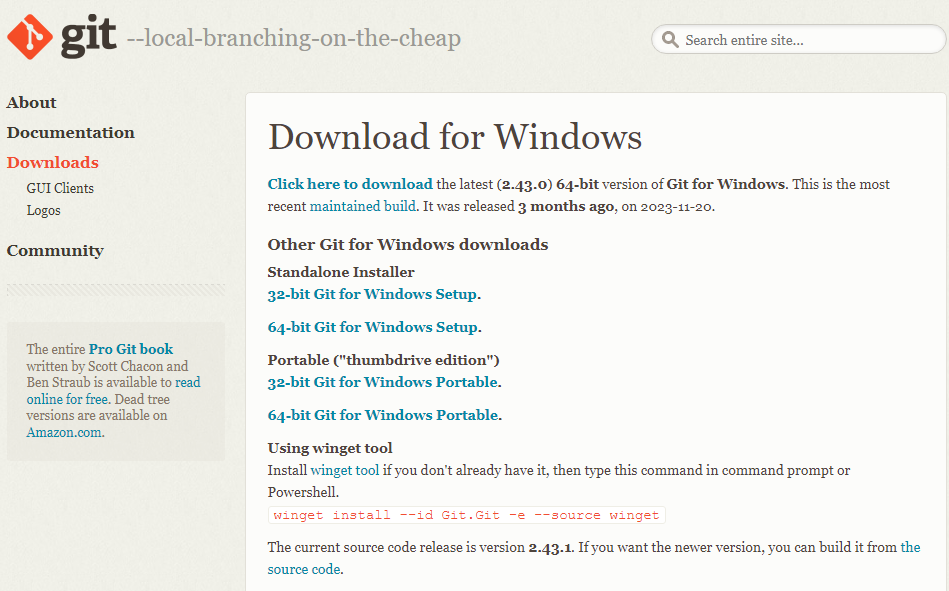 git --local-branching-on-the-cheap
Search entire site...
About
Documentation
Downloads
GUI Clients
Logos
Community
The entire Pro Git book
written by Scott Chacon and
Ben Straub is available to read
online for free. Dead tree
versions are available on
Amazon.com.
Download for Windows
Click here to download the latest (2.43.0) 64-bit version of Git for Windows. This is the most
recent maintained build. It was released 3 months ago, on 2023-11-20.
Other Git for Windows downloads
Standalone Installer
32-bit Git for Windows Setup.
64-bit Git for Windows Setup.
Portable ("thumbdrive edition")
32-bit Git for Windows Portable.
64-bit Git for Windows Portable.
Using winget tool
Install winget tool if you don't already have it, then type this command in command prompt or
Powershell.
winget install --id Git.Git -e --source winget
The current source code release is version 2.43.1. If you want the newer version, you can build it from the
source code.